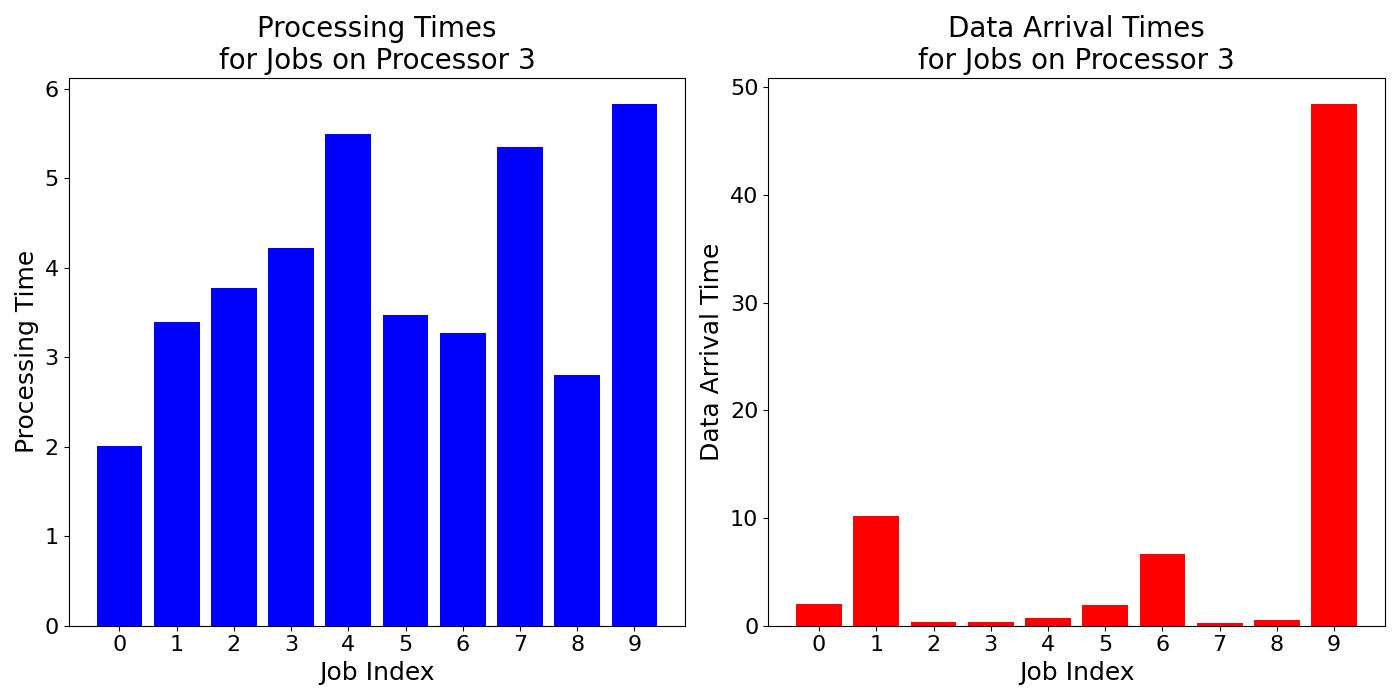 Processing Times
for Jobs on Processor 3
Processing Time
6
5
4
3
2
1
0
0 1 2 3 4 5 6 7 8 9
Job Index
Data Arrival Times
for Jobs on Processor 3
Data Arrival Time
50
40
30
20
10
0
0 1 2 3 4 5 6 7 8 9
Job Index